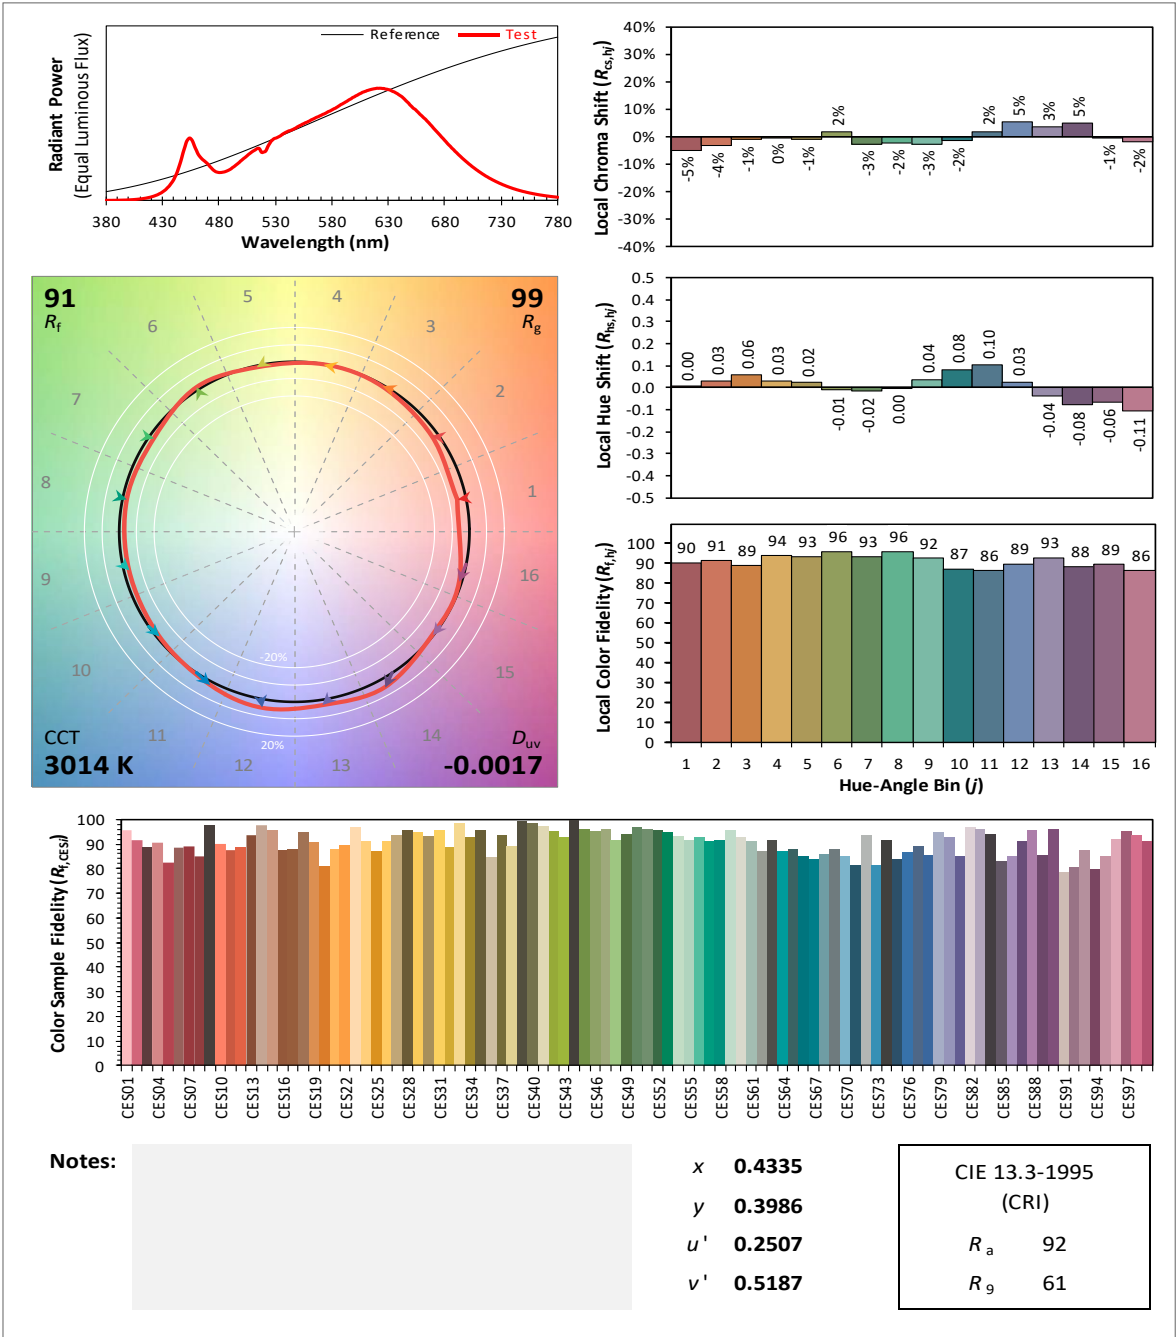 Reference Test
Radiant Power
(Equal Luminous Flux)
380 430 480 530 580 630 680 730 780
Wavelength (nm)
Local Chroma Shift (Rcs,hj)
40%
30%
20%
10%
0%
-10%
-20%
-30%
-40%
-5% -4% -1% 0% -1% 2% -3% -2% -3% -2% 2% 5% 3% 5% -1% -2%
91
Rf
99
Rg
1
2
3
4
5
6
7
8
9
10
11
12
13
14
15
16
-20%
20%
CCT
3014 K
Duv
-0.0017
Local Hue Shift (Rhs,hj)
0.5
0.4
0.3
0.2
0.1
0.0
-0.1
-0.2
-0.3
-0.4
-0.5
0.00 0.03 0.06 0.03 0.02 -0.01 -0.02 0.00 0.04 0.08 0.10 0.03 -0.04 -0.08 -0.06 -0.11
Local Color Fidelity (Rf,hj)
100
90
80
70
60
50
40
30
20
10
0
90 91 89 94 93 96 93 96 92 87 86 89 93 88 89 86
1 2 3 4 5 6 7 8 9 10 11 12 13 14 15 16
Hue-Angle Bin (j)
Color Sample Fidelity (Rf,CESi)
100
90
80
70
60
50
40
30
20
10
0
CES01 CES04 CES07 CES10 CES13 CES16 CES19 CES22 CES25 CES28 CES31 CES34 CES37 CES40 CES43 CES46 CES49 CES52 CES55 CES58 CES61 CES64 CES67 CES70 CES73 CES76 CES79 CES82 CES85 CES88 CES91 CES94 CES97
Notes:
x 0.4335
y 0.3986
u' 0.2507
v' 0.5187
CIE 13.3-1995
(CRI)
Ra 92
R9 61